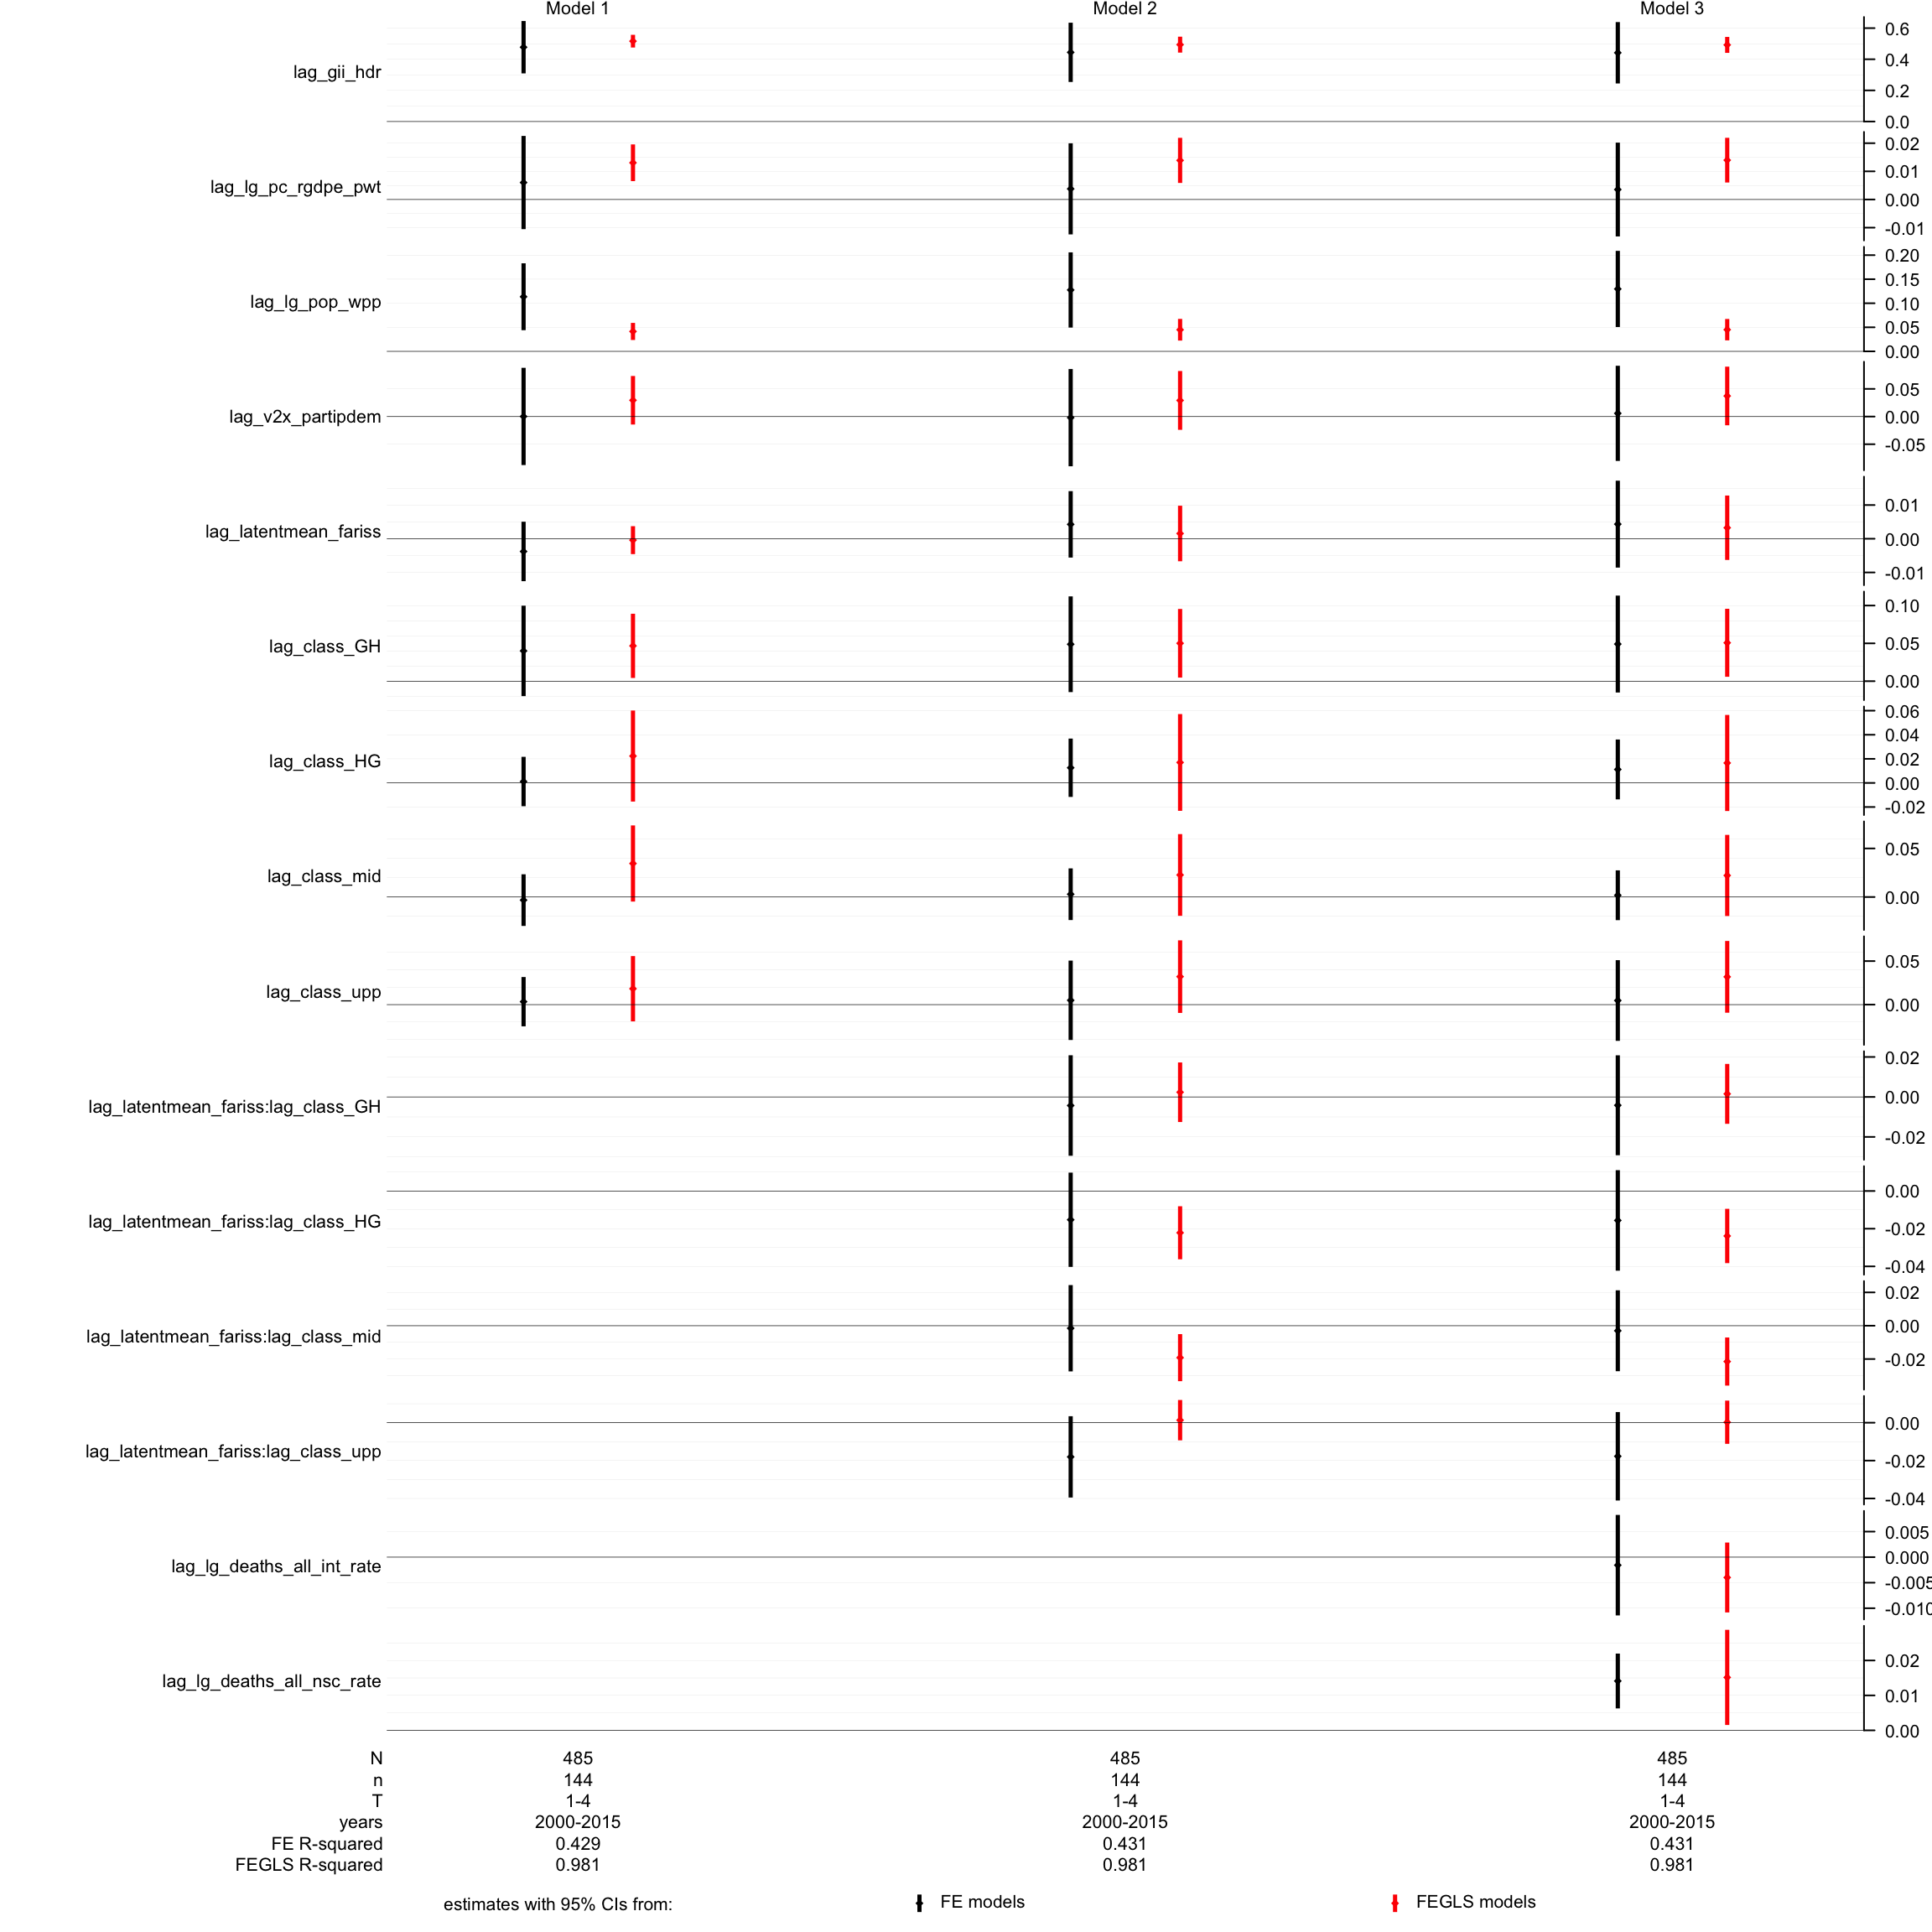 Model 1 Model 2 Model 3
lag_gii_hdr
0.6
0.4
0.2
0.0
lag_lg_pc_rgdpe_pwt
0.02
0.01
0.00
-0.01
lag_lg_pop_wpp
0.20
0.15
0.10
0.05
0.00
lag_v2x_partipdem
0.05
0.00
-0.05
lag_latentmean_fariss
0.01
0.00
-0.01
lag_class_GH
0.10
0.05
0.00
lag_class_HG
0.06
0.04
0.02
0.00
-0.02
lag_class_mid
0.05
0.00
lag_class_upp
0.05
0.00
lag_latentmean_fariss:lag_class_GH
0.02
0.00
-0.02
lag_latentmean_fariss:lag_class_HG
0.00
-0.02
-0.04
lag_latentmean_fariss:lag_class_mid
0.02
0.00
-0.02
lag_latentmean_fariss:lag_class_upp
0.00
-0.02
-0.04
lag_lg_deaths_all_int_rate
0.005
0.000
-0.005
-0.010
lag_lg_deaths_all_nsc_rate
0.02
0.01
0.00
N 485 485 485
n 144 144 144
T 1-4 1-4 1-4
years 2000-2015 2000-2015 2000-2015
FE R-squared 0.429 0.431 0.431
FEGLS R-squared 0.981 0.981 0.981
estimates with 95% CIs from: FE models FEGLS models